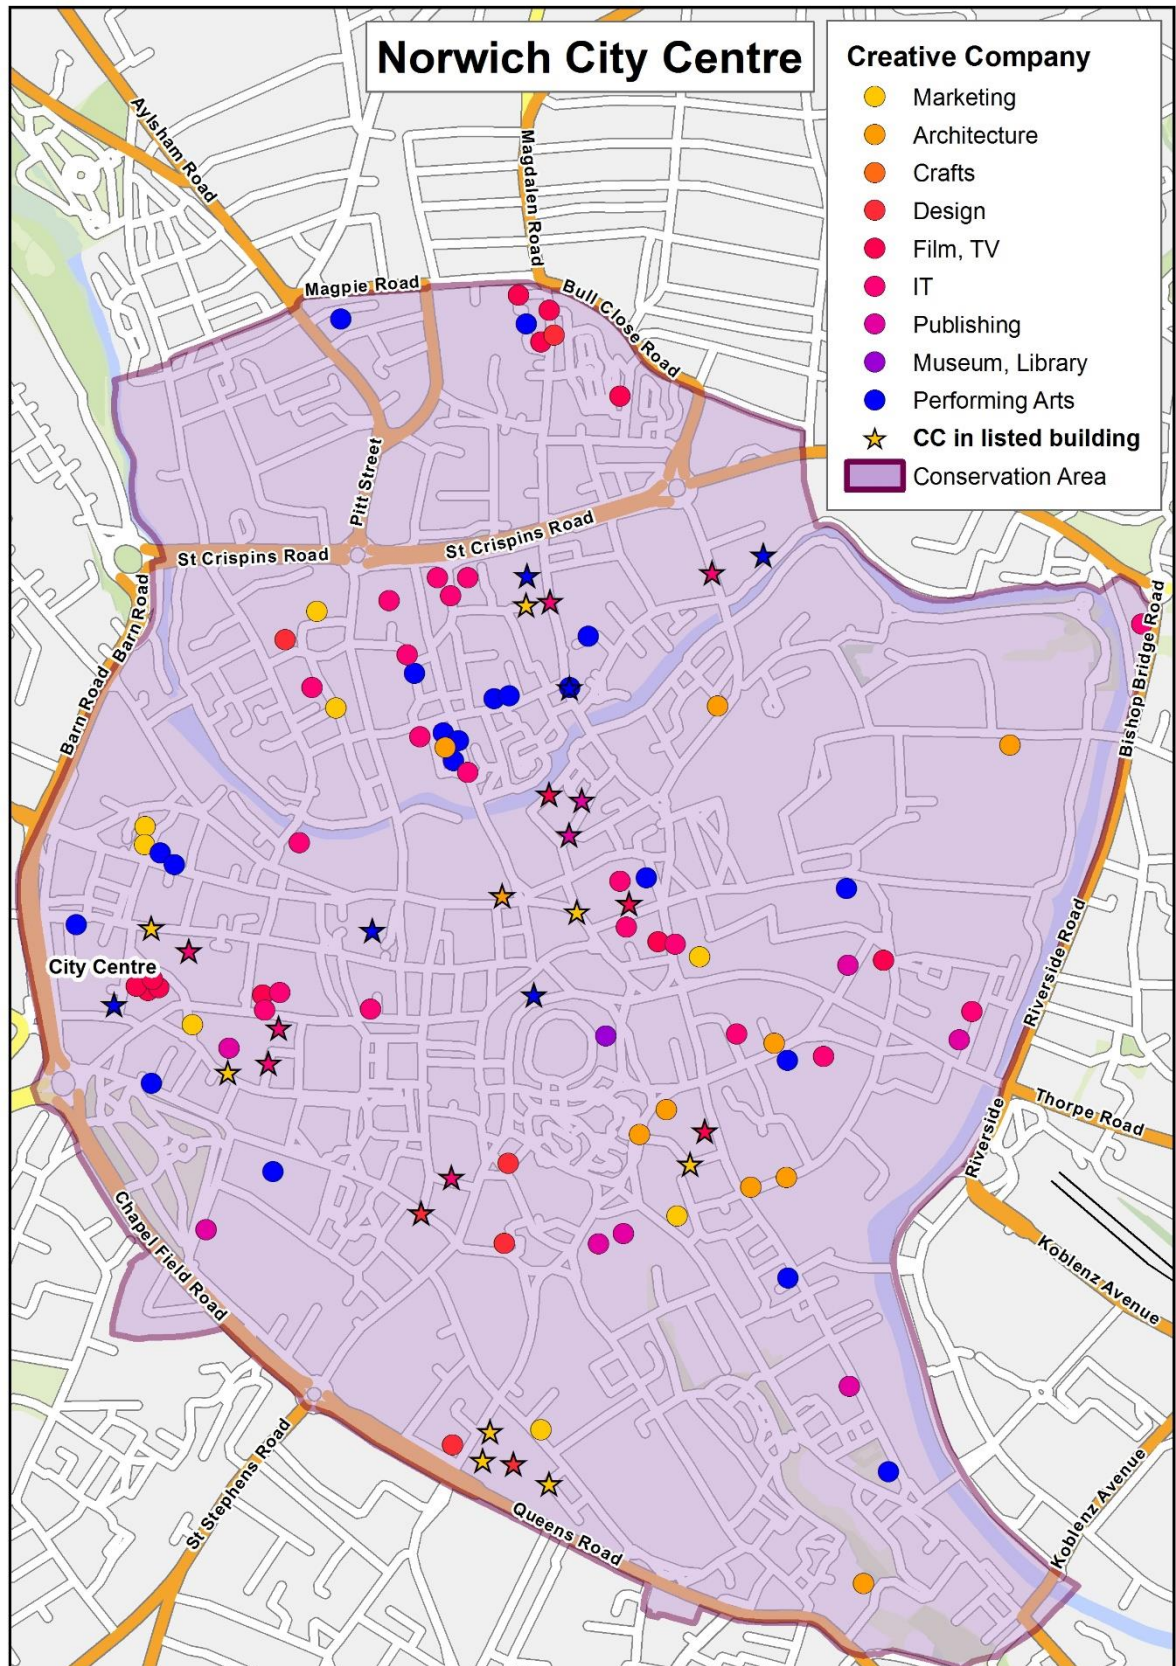 Norwich City Centre
Creative Company
Marketing
Architecture
Crafts
Design
Film, TV
IT
Publishing
Museum, Library
Performing Arts
CC in listed building
Conservation Area
Aylsham Road
Magdalen Road
Magpie Road
Bull Close Road
Pitt Street
St Crispins Road
St Crispins Road
Barn Road
Barn Road
Bishop Bridge Road
City Centre
Riverside Road
Thorpe Road
Riverside
Koblenz Avenue
Chapel Field Road
St Stephens Road
Queens Road
Koblenz Avenue